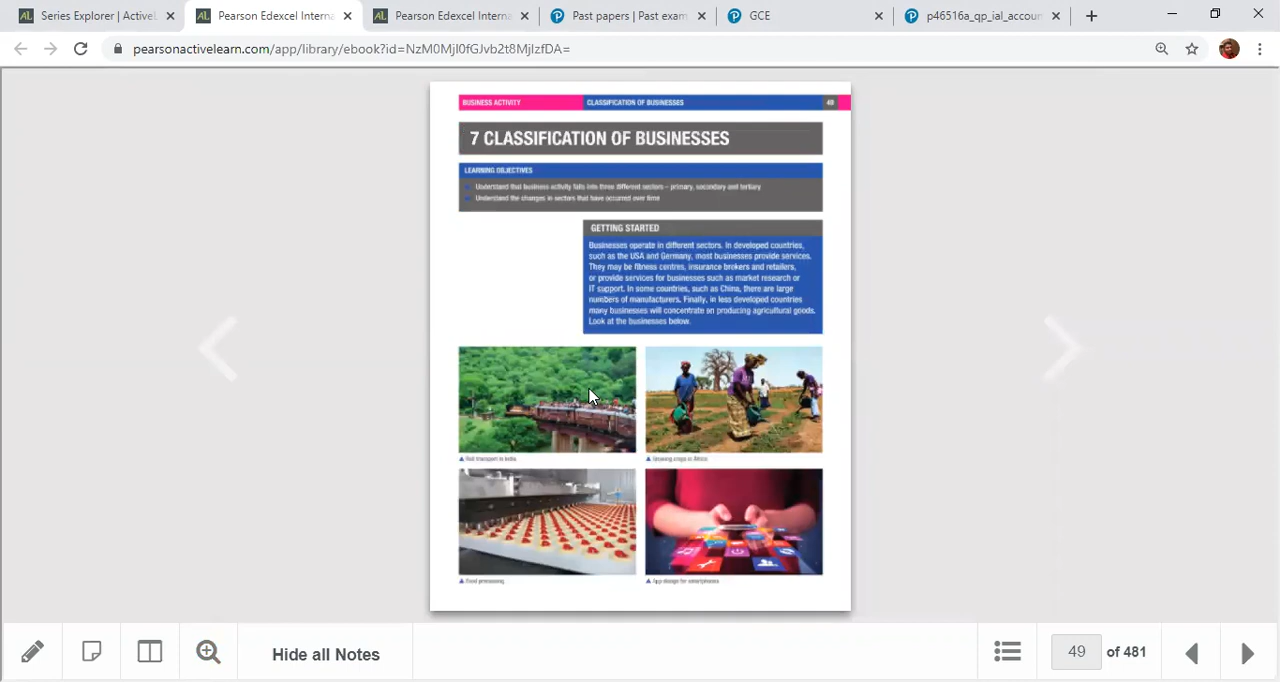 Series Explorer | ActiveL
Pearson Edexcel Interna
Pearson Edexcel Interna
Past papers | Past exam
GCE
p46516a_qp_ial_accoun
pearsonactivelearn.com/app/library/ebook?id=
BUSINESS ACTIVITY
CLASSIFICATION OF BUSINESSES
49
7 CLASSIFICATION OF BUSINESSES
LEARNING OBJECTIVES
Understand that business activity falls into three different sectors – primary, secondary and tertiary
Understand the changes in sectors that have occurred over time
GETTING STARTED
Businesses operate in different sectors. In developed countries,
such as the USA and Germany, most businesses provide services.
They may be fitness centres, insurance brokers and retailers,
or provide services for businesses such as market research or
IT support. In some countries, such as China, there are large
numbers of manufacturers. Finally, in less developed countries
many businesses will concentrate on producing agricultural goods.
Look at the businesses below.
▲ Rail transport in India
▲ Growing crops in Africa
▲ Food processing
▲ App design for smartphones
Hide all Notes
49 of 481